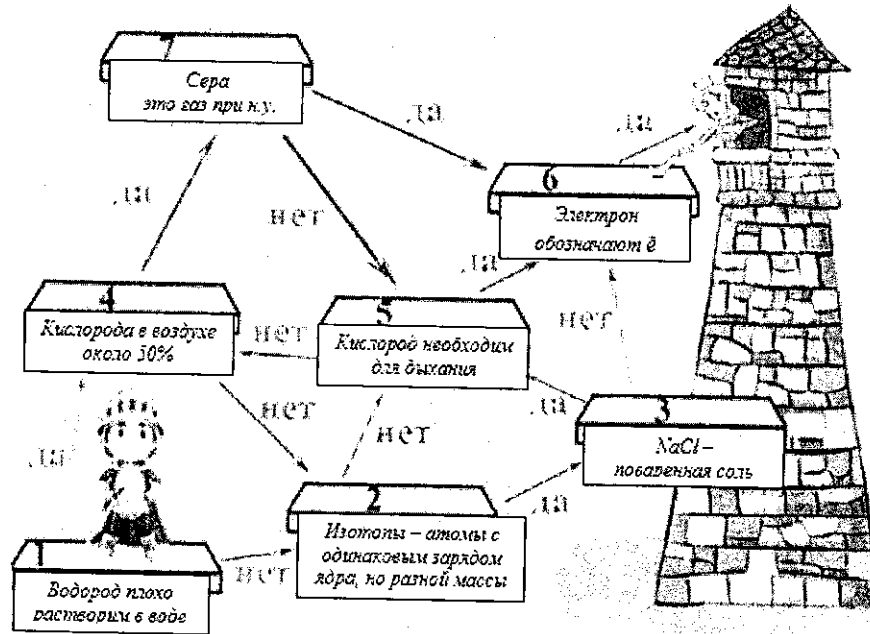 7
Сера
это газ при н.у.
да
да
нет
да
6
Электрон
обозначают ē
да
4
Кислорода в воздухе
около 30%
нет
5
Кислород необходим
для дыхания
нет
да
нет
нет
да
3
NaCl –
поваренная соль
да
2
Изотопы – атомы с
одинаковым зарядом
ядра, но разной массы
да
1
Водород плохо
растворим в воде
нет